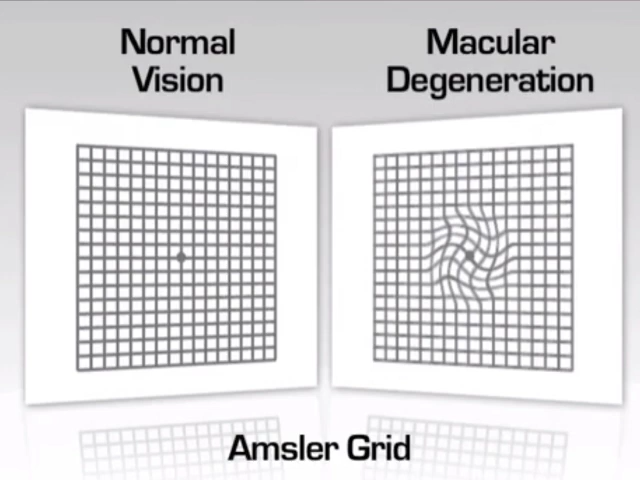 Normal
Vision
Macular
Degeneration
Amsler Grid